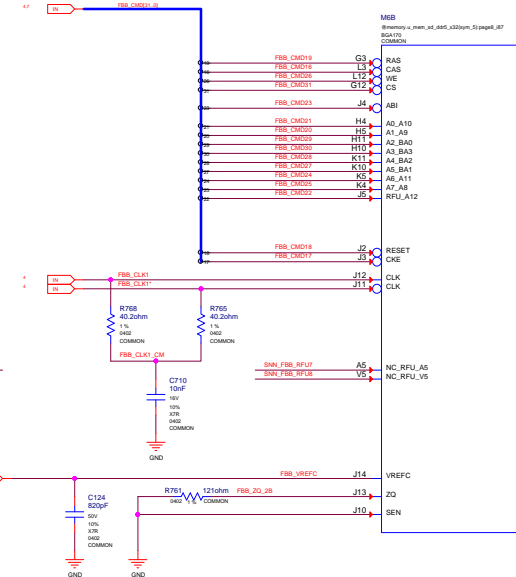 4,7 IN FBB_CMD[31..0]
M6B
BGA170
COMMON
FBB_CMD19 G3 RAS
FBB_CMD16 L3 CAS
FBB_CMD26 L12 WE
FBB_CMD31 G12 CS
FBB_CMD23 J4 ABI
FBB_CMD21 H4 A0_A10
FBB_CMD20 H5 A1_A9
FBB_CMD29 H11 A2_BA0
FBB_CMD30 H10 A3_BA3
FBB_CMD28 K11 A4_BA2
FBB_CMD27 K10 A5_BA1
FBB_CMD24 K5 A6_A11
FBB_CMD25 K4 A7_A8
FBB_CMD22 J5 RFU_A12
FBB_CMD18 J2 RESET
FBB_CMD17 J3 CKE
4 IN FBB_CLK1 J12 CLK
4 IN FBB_CLK1* J11 CLK
R768 R765
40.2ohm 40.2ohm
1 % 1 %
0402 0402
COMMON COMMON
FBB_CLK1_CM
SNN_FBB_RFU7 A5 NC_RFU_A5
SNN_FBB_RFU8 V5 NC_RFU_V5
C710
10nF
16V
10%
X7R
0402
COMMON
GND
FBB_VREFC J14 VREFC
R761 121ohm FBB_ZQ_2B J13 ZQ
0402 1 % COMMON
C124
820pF
J10 SEN
50V
10%
X7R
0402
COMMON
GND GND